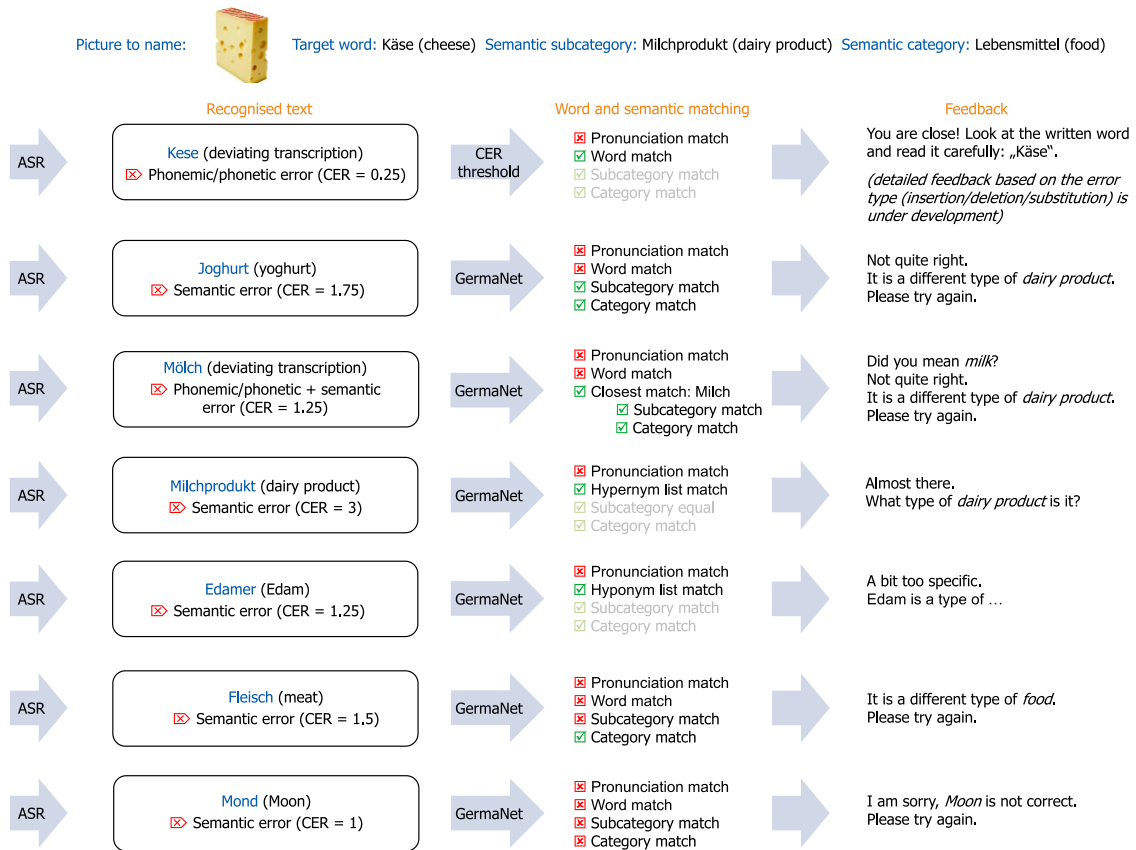 Picture to name: Target word: Käse (cheese) Semantic subcategory: Milchprodukt (dairy product) Semantic category: Lebensmittel (food)
Recognised text
Word and semantic matching
Feedback
ASR
Kese (deviating transcription)
Phonemic/phonetic error (CER = 0.25)
CER
threshold
Pronunciation match
Word match
Subcategory match
Category match
You are close! Look at the written word
and read it carefully: „Käse“.
(detailed feedback based on the error
type (insertion/deletion/substitution) is
under development)
ASR
Joghurt (yoghurt)
Semantic error (CER = 1.75)
GermaNet
Pronunciation match
Word match
Subcategory match
Category match
Not quite right.
It is a different type of dairy product.
Please try again.
ASR
Mölch (deviating transcription)
Phonemic/phonetic + semantic
error (CER = 1.25)
GermaNet
Pronunciation match
Word match
Closest match: Milch
Subcategory match
Category match
Did you mean milk?
Not quite right.
It is a different type of dairy product.
Please try again.
ASR
Milchprodukt (dairy product)
Semantic error (CER = 3)
GermaNet
Pronunciation match
Hypernym list match
Subcategory equal
Category match
Almost there.
What type of dairy product is it?
ASR
Edamer (Edam)
Semantic error (CER = 1.25)
GermaNet
Pronunciation match
Hyponym list match
Subcategory match
Category match
A bit too specific.
Edam is a type of …
ASR
Fleisch (meat)
Semantic error (CER = 1.5)
GermaNet
Pronunciation match
Word match
Subcategory match
Category match
It is a different type of food.
Please try again.
ASR
Mond (Moon)
Semantic error (CER = 1)
GermaNet
Pronunciation match
Word match
Subcategory match
Category match
I am sorry, Moon is not correct.
Please try again.